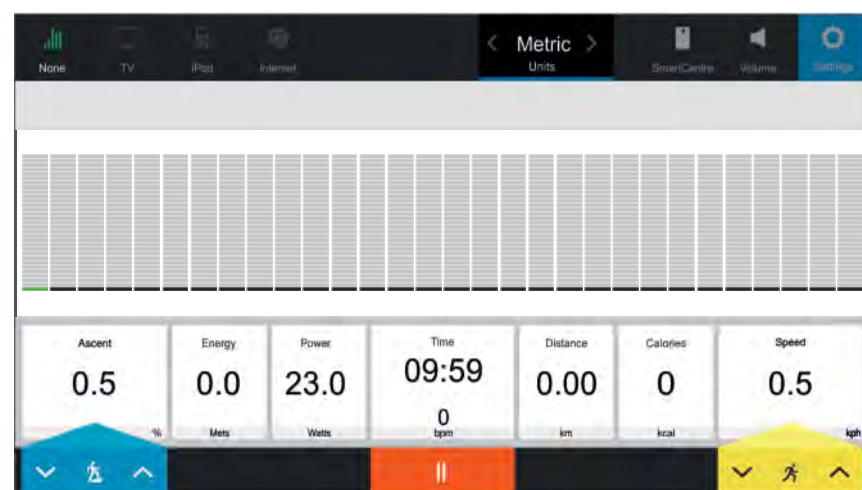 None
TV
iPod
Internet
Metric
Units
SmartCentre
Volume
Settings
Ascent
0.5
%
Energy
0.0
Mets
Power
23.0
Watts
Time
09:59
0
bpm
Distance
0.00
km
Calories
0
kcal
Speed
0.5
kph